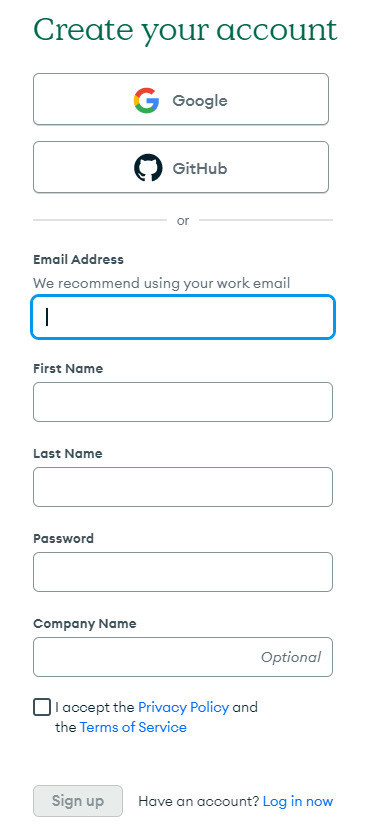 Create your account
Google
GitHub
or
Email Address
We recommend using your work email
First Name
Last Name
Password
Company Name
Optional
I accept the Privacy Policy and
the Terms of Service
Sign up Have an account? Log in now